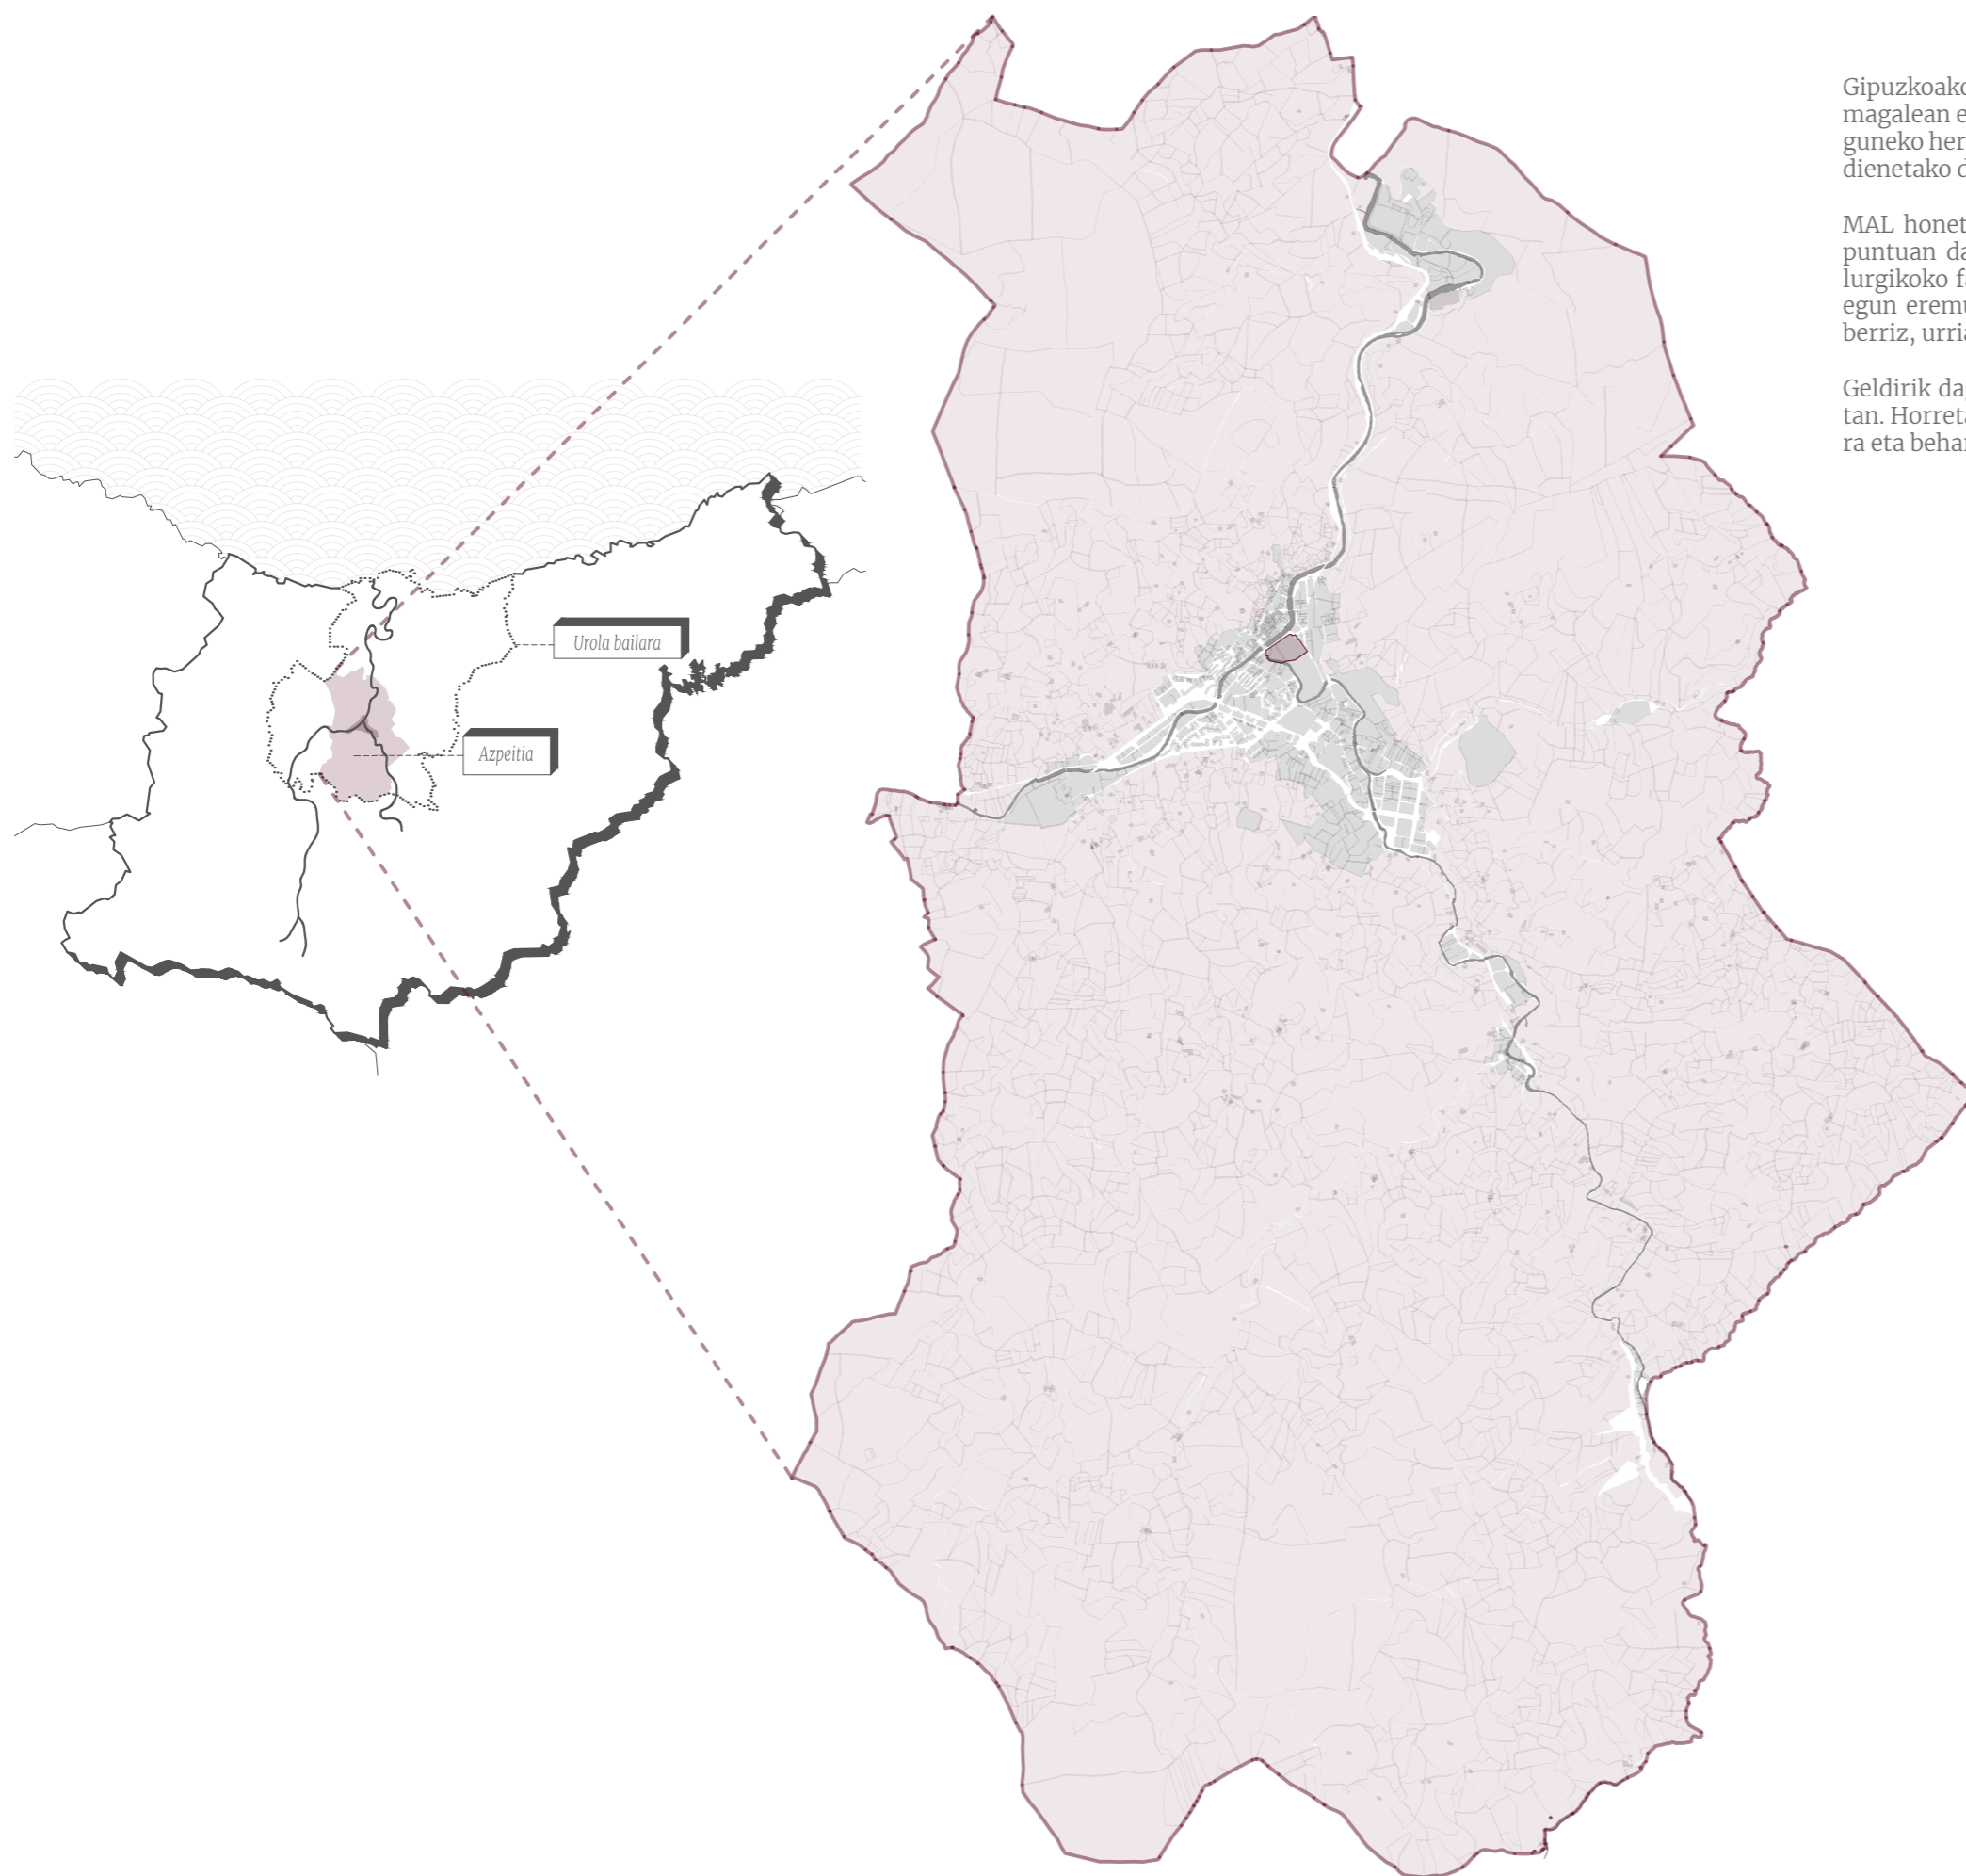 Gipuzkoako
magalean e
guneko her
dienetako d
MAL honet
puntuan da
lurgikoko fa
egun eremu
berriz, urria
Geldirik dag
tan. Horreta
ra eta behar
Urola bailara
Azpeitia